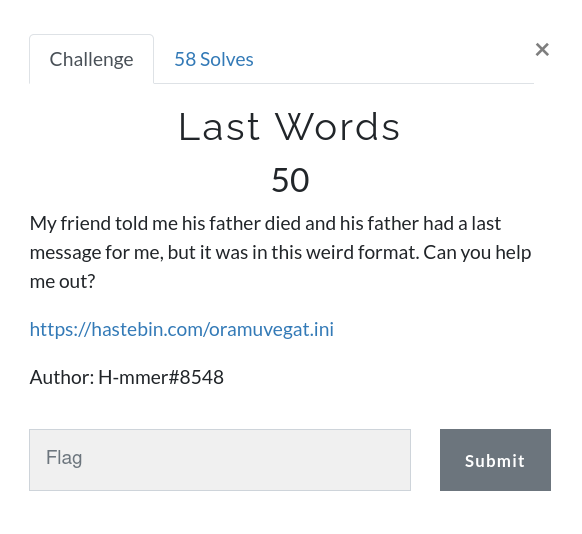 Challenge
58 Solves
×
Last Words
50
My friend told me his father died and his father had a last
message for me, but it was in this weird format. Can you help
me out?
https://hastebin.com/oramuvegat.ini
Author: H-mmer#8548
Flag
Submit